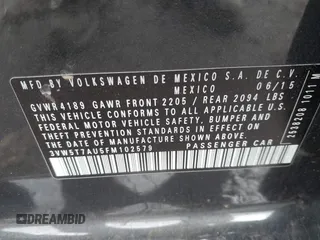 MFD. BY VOLKSWAGEN DE MEXICO S.A. DE C.V.
MEXICO 06/15
GVWR 4189 GAWR FRONT 2205 / REAR 2094 LBS
THIS VEHICLE CONFORMS TO ALL APPLICABLE U.S.
FEDERAL MOTOR VEHICLE SAFETY, BUMPER AND
THEFT PREVENTION STANDARDS IN EFFECT ON THE
DATE OF MANUFACTURE SHOWN ABOVE.
3VW5T7AU5FM102579 PASSENGER CAR
DREAMBID